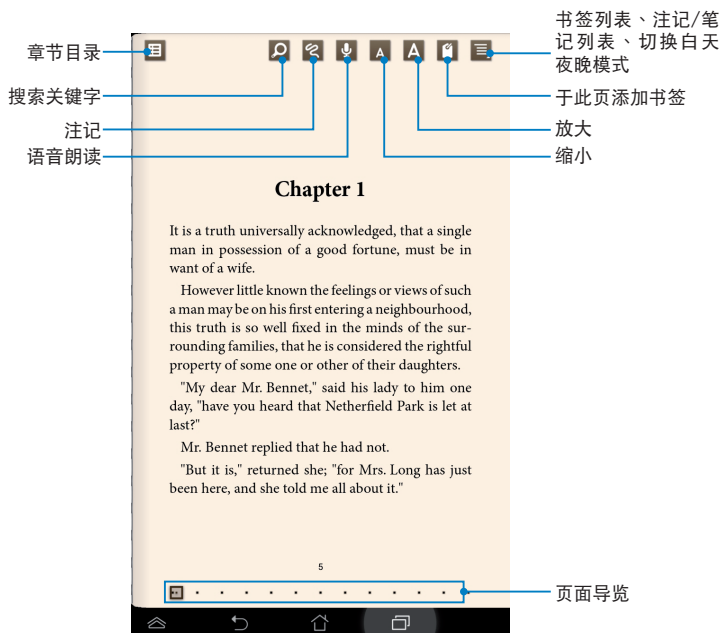 书签列表、注记/笔
记列表、切换白天
夜晚模式
章节目录
搜索关键字
于此页添加书签
注记
放大
语音朗读
缩小
A
A
Chapter 1
It is a truth universally acknowledged, that a single
man in possession of a good fortune, must be in
want of a wife.
However little known the feelings or views of such
a man may be on his first entering a neighbourhood,
this truth is so well fixed in the minds of the sur-
rounding families, that he is considered the rightful
property of some one or other of their daughters.
"My dear Mr. Bennet," said his lady to him one
day, "have you heard that Netherfield Park is let at
last?"
Mr. Bennet replied that he had not.
"But it is," returned she; "for Mrs. Long has just
been here, and she told me all about it."
5
页面导览